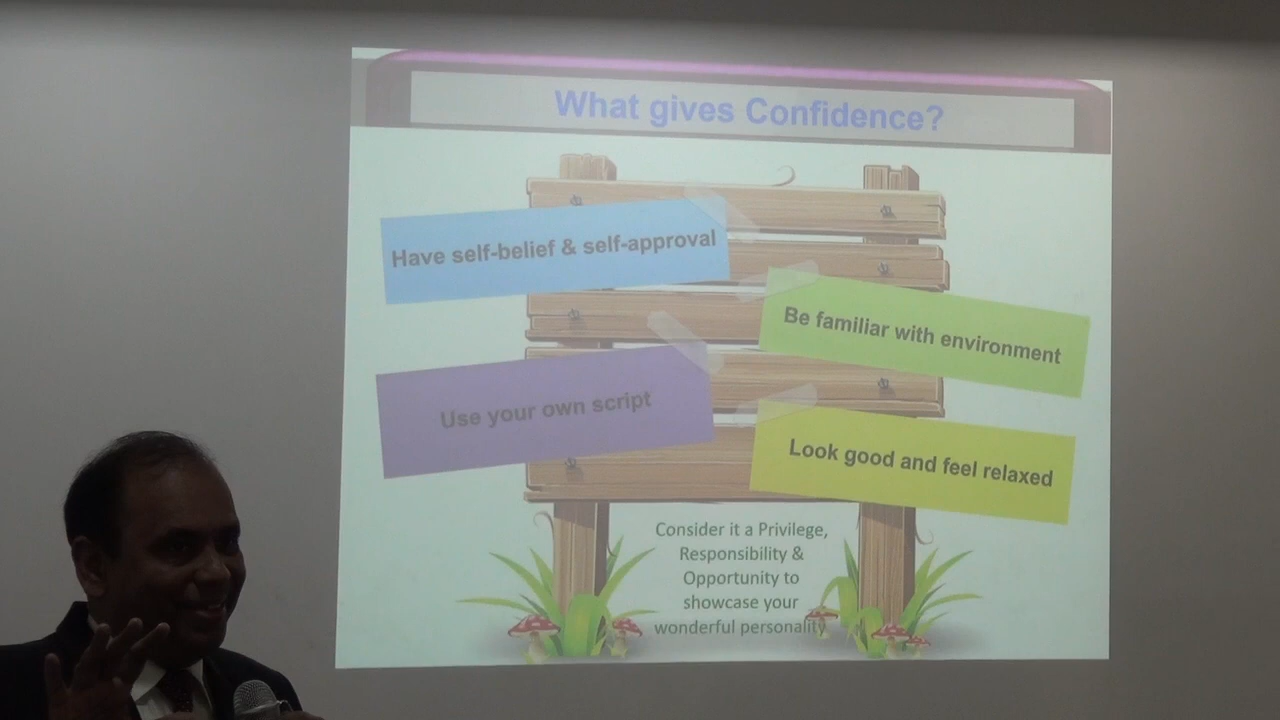 What gives Confidence?
Have self-belief & self-approval
Be familiar with environment
Use your own script
Look good and feel relaxed
Consider it a Privilege,
Responsibility &
Opportunity to
showcase your
wonderful personality